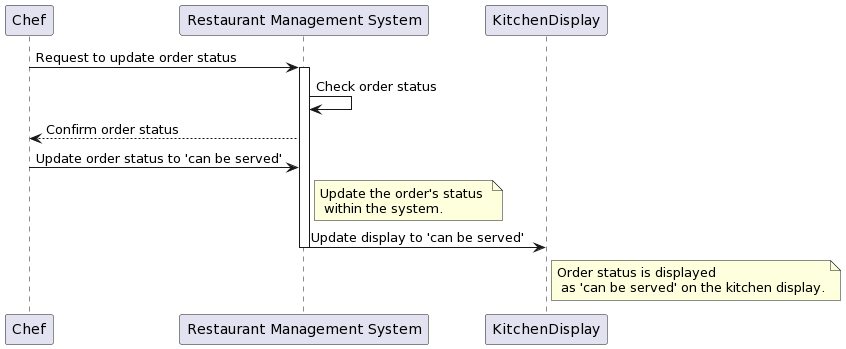 Chef
Restaurant Management System
KitchenDisplay
Request to update order status
Check order status
Confirm order status
Update order status to 'can be served'
Update the order's status
within the system.
Update display to 'can be served'
Order status is displayed
as 'can be served' on the kitchen display.
Chef
Restaurant Management System
KitchenDisplay